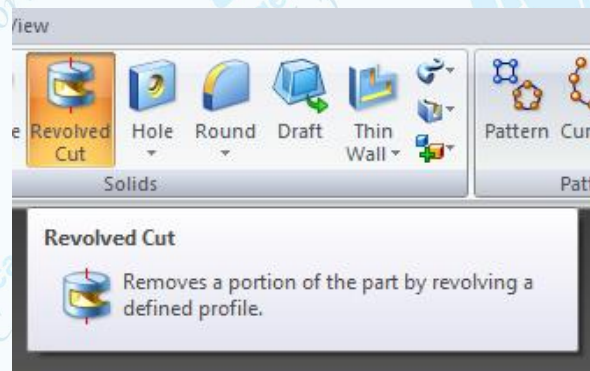 View
Revolved Cut
Hole
Round
Draft
Thin Wall
Pattern
Solids
Revolved Cut
Removes a portion of the part by revolving a
defined profile.